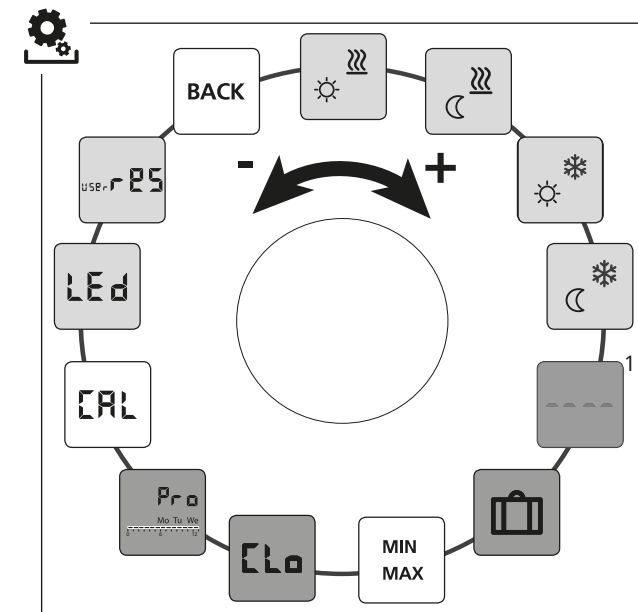 BACK
- +
USEr rES
LEd
1
----
CAL
Pro
Mo Tu We
0 6 12
CLo
MIN
MAX